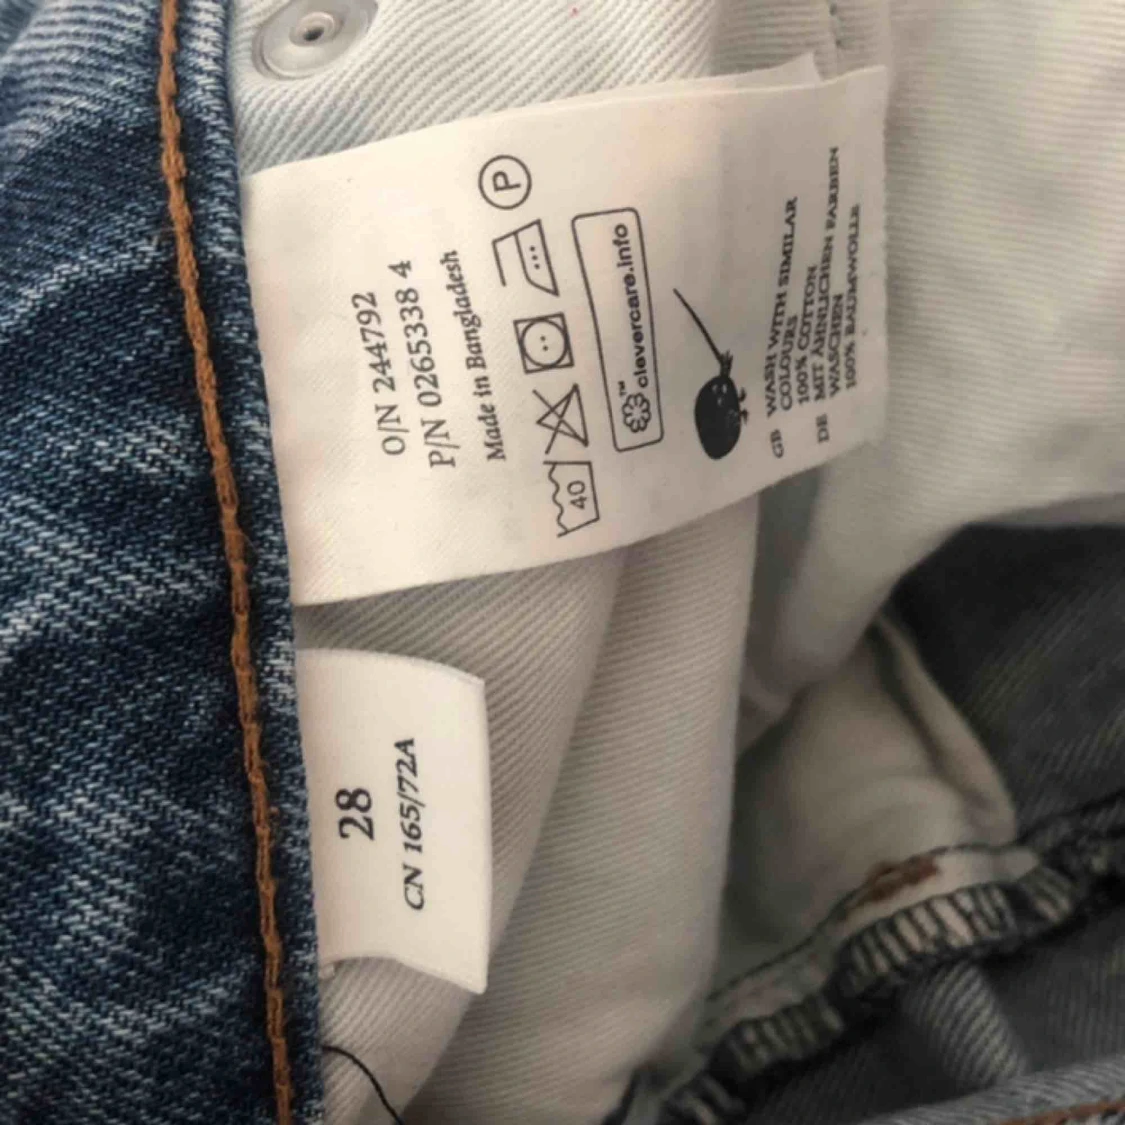 O/N 244792
P/N 0265338 4
Made in Bangladesh
40
P
clevercare.info™
GB WASH WITH SIMILAR
COLOURS
100% COTTON
DE MIT ÄHNLICHEN FARBEN
WASCHEN
100% BAUMWOLLE
28
CN 165/72A